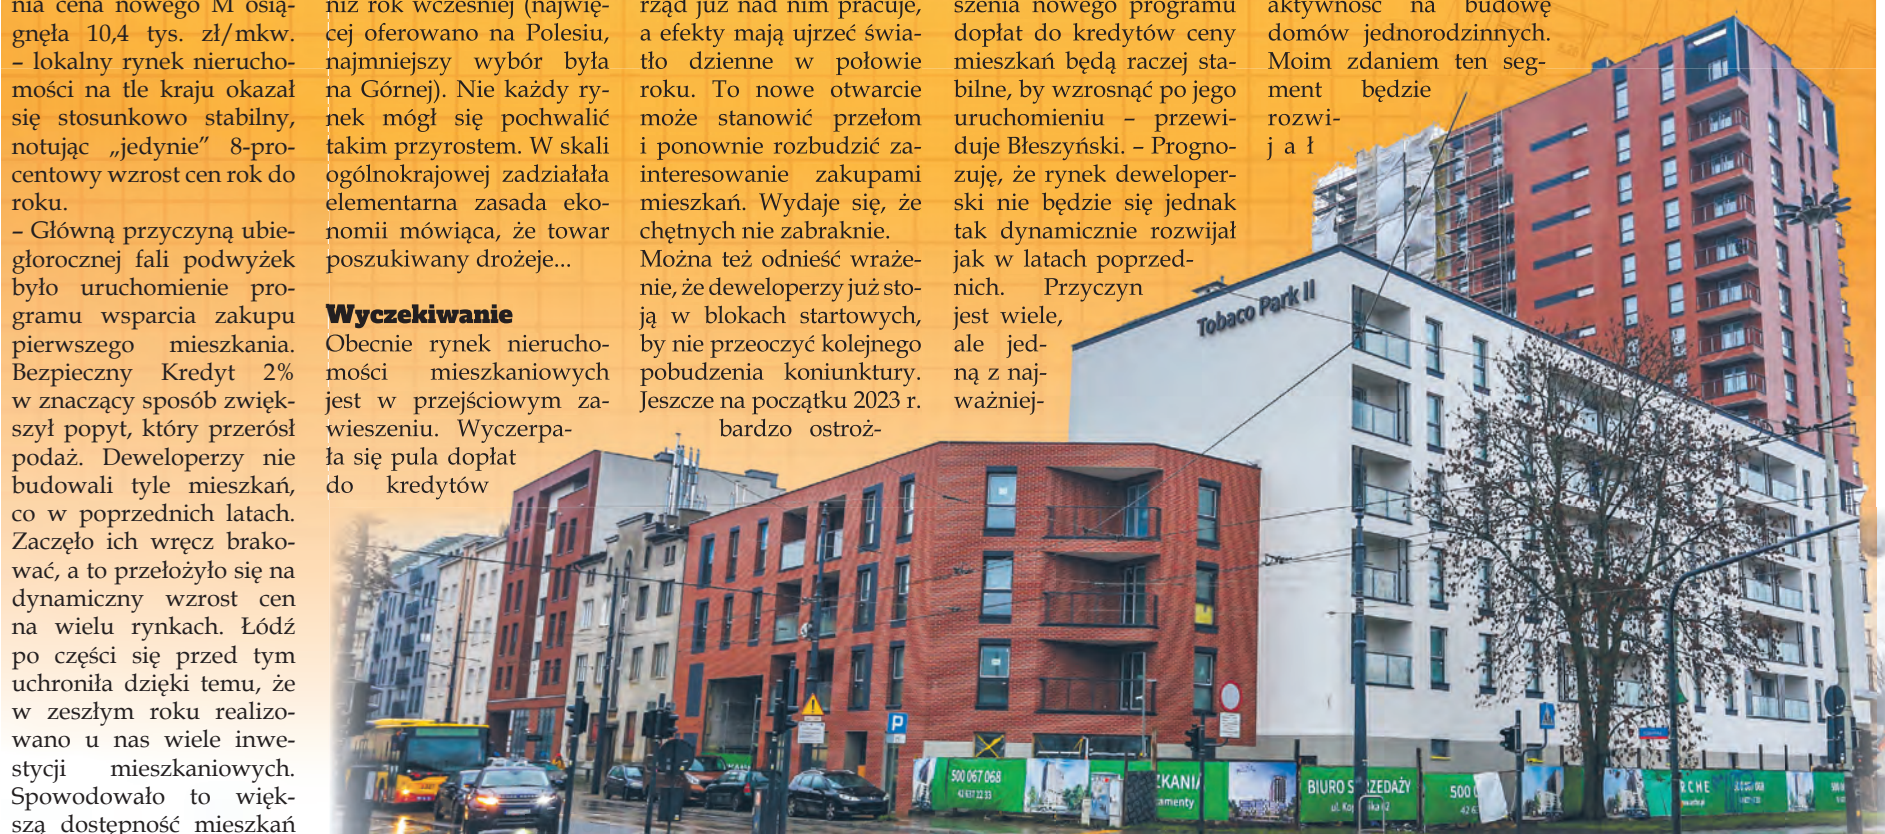 nia cena nowego M osią-
gnęła 10,4 tys. zł/mkw.
– lokalny rynek nierucho-
mości na tle kraju okazał
się stosunkowo stabilny,
notując „jedynie” 8-pro-
centowy wzrost cen rok do
roku.
– Główną przyczyną ubie-
głorocznej fali podwyżek
było uruchomienie pro-
gramu wsparcia zakupu
pierwszego mieszkania.
Bezpieczny Kredyt 2%
w znaczący sposób zwięk-
szył popyt, który przerósł
podaż. Deweloperzy nie
budowali tyle mieszkań,
co w poprzednich latach.
Zaczęło ich wręcz brako-
wać, a to przełożyło się na
dynamiczny wzrost cen
na wielu rynkach. Łódź
po części się przed tym
uchroniła dzięki temu, że
w zeszłym roku realizo-
wano u nas wiele inwe-
stycji mieszkaniowych.
Spowodowało to więk-
szą dostępność mieszkań
niż rok wcześniej (najwię-
cej oferowano na Polesiu,
najmniejszy wybór była
na Górnej). Nie każdy ry-
nek mógł się pochwalić
takim przyrostem. W skali
ogólnokrajowej zadziałała
elementarna zasada eko-
nomii mówiąca, że towar
poszukiwany drożeje...
Wyczekiwanie
Obecnie rynek nierucho-
mości mieszkaniowych
jest w przejściowym za-
wieszeniu. Wyczerpa-
ła się pula dopłat
do kredytów
rząd już nad nim pracuje,
a efekty mają ujrzeć świa-
tło dzienne w połowie
roku. To nowe otwarcie
może stanowić przełom
i ponownie rozbudzić za-
interesowanie zakupami
mieszkań. Wydaje się, że
chętnych nie zabraknie.
Można też odnieść wraże-
nie, że deweloperzy już sto-
ją w blokach startowych,
by nie przeoczyć kolejnego
pobudzenia koniunktury.
Jeszcze na początku 2023 r.
bardzo ostroż-
szenia nowego programu
dopłat do kredytów ceny
mieszkań będą raczej sta-
bilne, by wzrosnąć po jego
uruchomieniu – przewi-
duje Błeszyński. – Progno-
zuję, że rynek deweloper-
ski nie będzie się jednak
tak dynamicznie rozwijał
jak w latach poprzed-
nich. Przyczyn
jest wiele,
ale jed-
ną z naj-
ważniej-
aktywność na budowę
domów jednorodzinnych.
Moim zdaniem ten seg-
ment będzie
rozwi-
jał
Tobaco Park II
P
500 067 068
42 637 22 33
ZKANIA
amenty
BIURO SPRZEDAŻY
500
42 6
RCHE